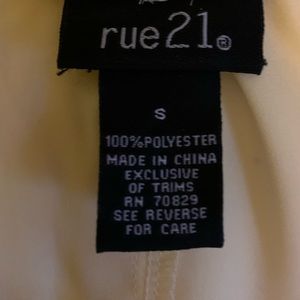 rue21®
S
100%POLYESTER
MADE IN CHINA
EXCLUSIVE
OF TRIMS
RN 70829
SEE REVERSE
FOR CARE